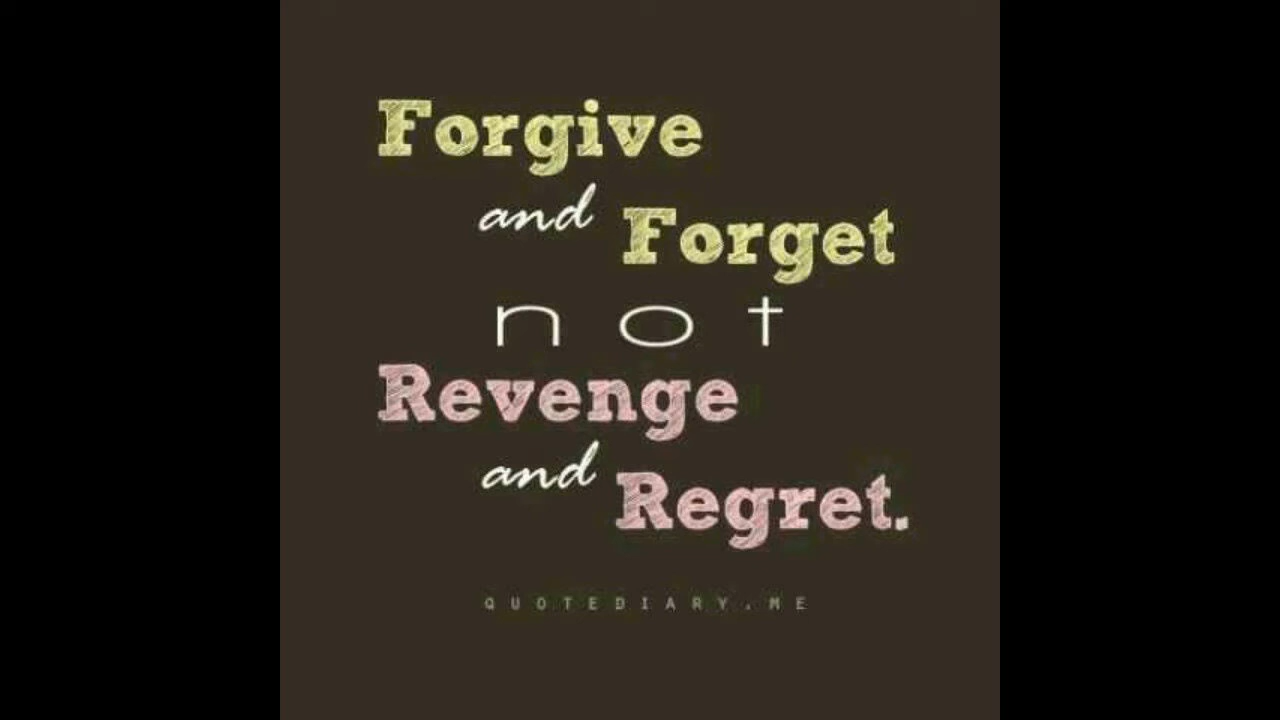 Forgive
and Forget
not
Revenge
and Regret.
QUOTEDIARY.ME